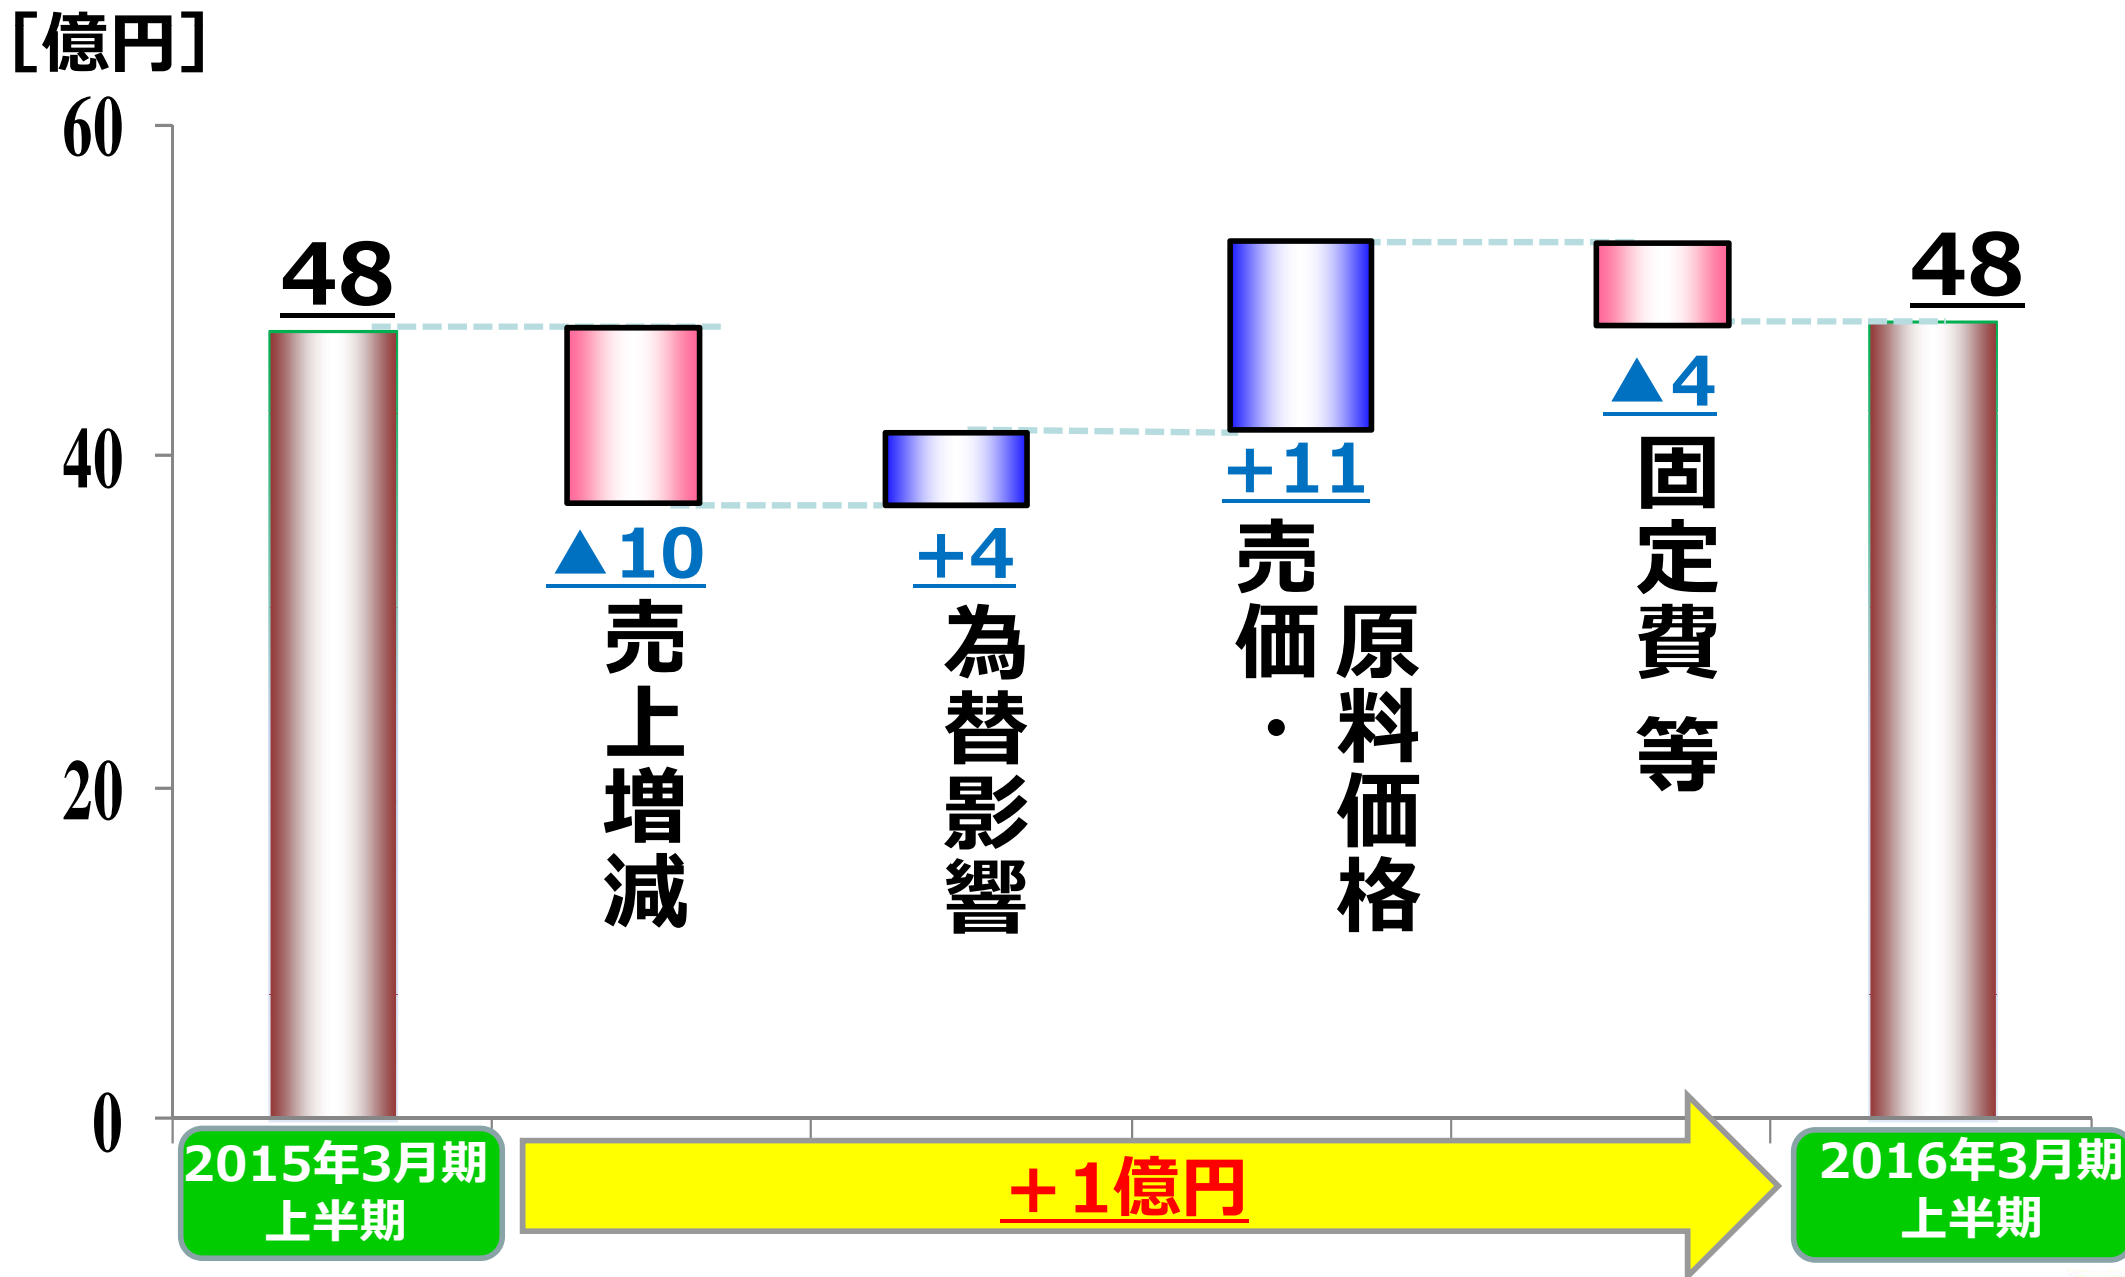 ［億円］
60
40
20
0
48
▲10
売上増減
+4
為替影響
+11
売価・
原料価格
▲4
固定費 等
48
2015年3月期
上半期
+1億円
2016年3月期
上半期